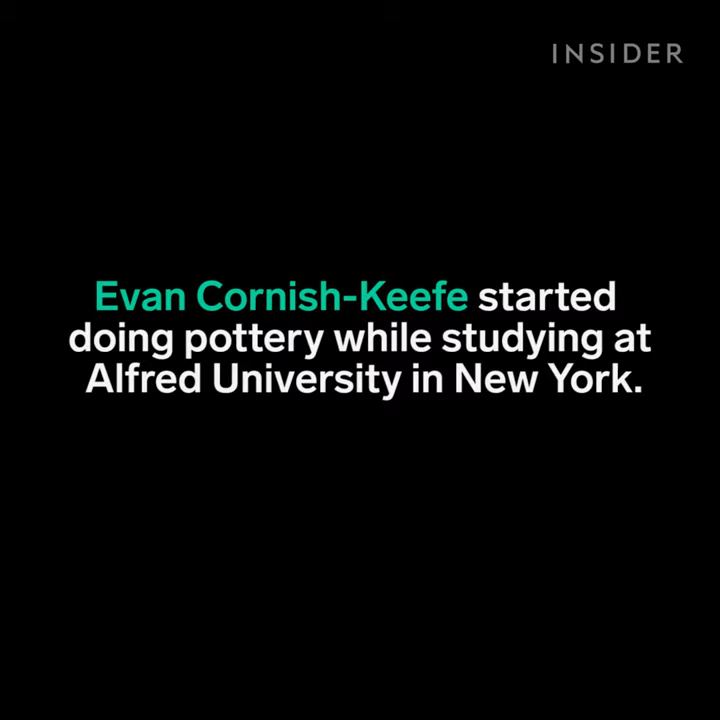 INSIDER
Evan Cornish-Keefe started
doing pottery while studying at
Alfred University in New York.